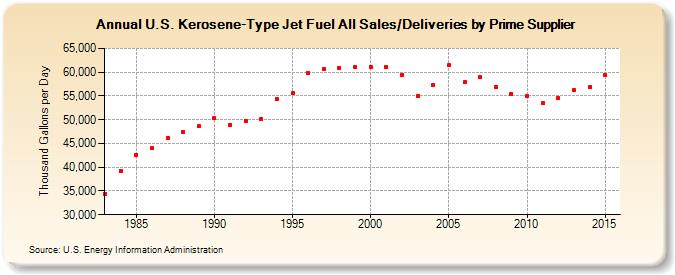 Annual U.S. Kerosene-Type Jet Fuel All Sales/Deliveries by Prime Supplier
Thousand Gallons per Day
65,000
60,000
55,000
50,000
45,000
40,000
35,000
30,000
1985 1990 1995 2000 2005 2010 2015
Source: U.S. Energy Information Administration